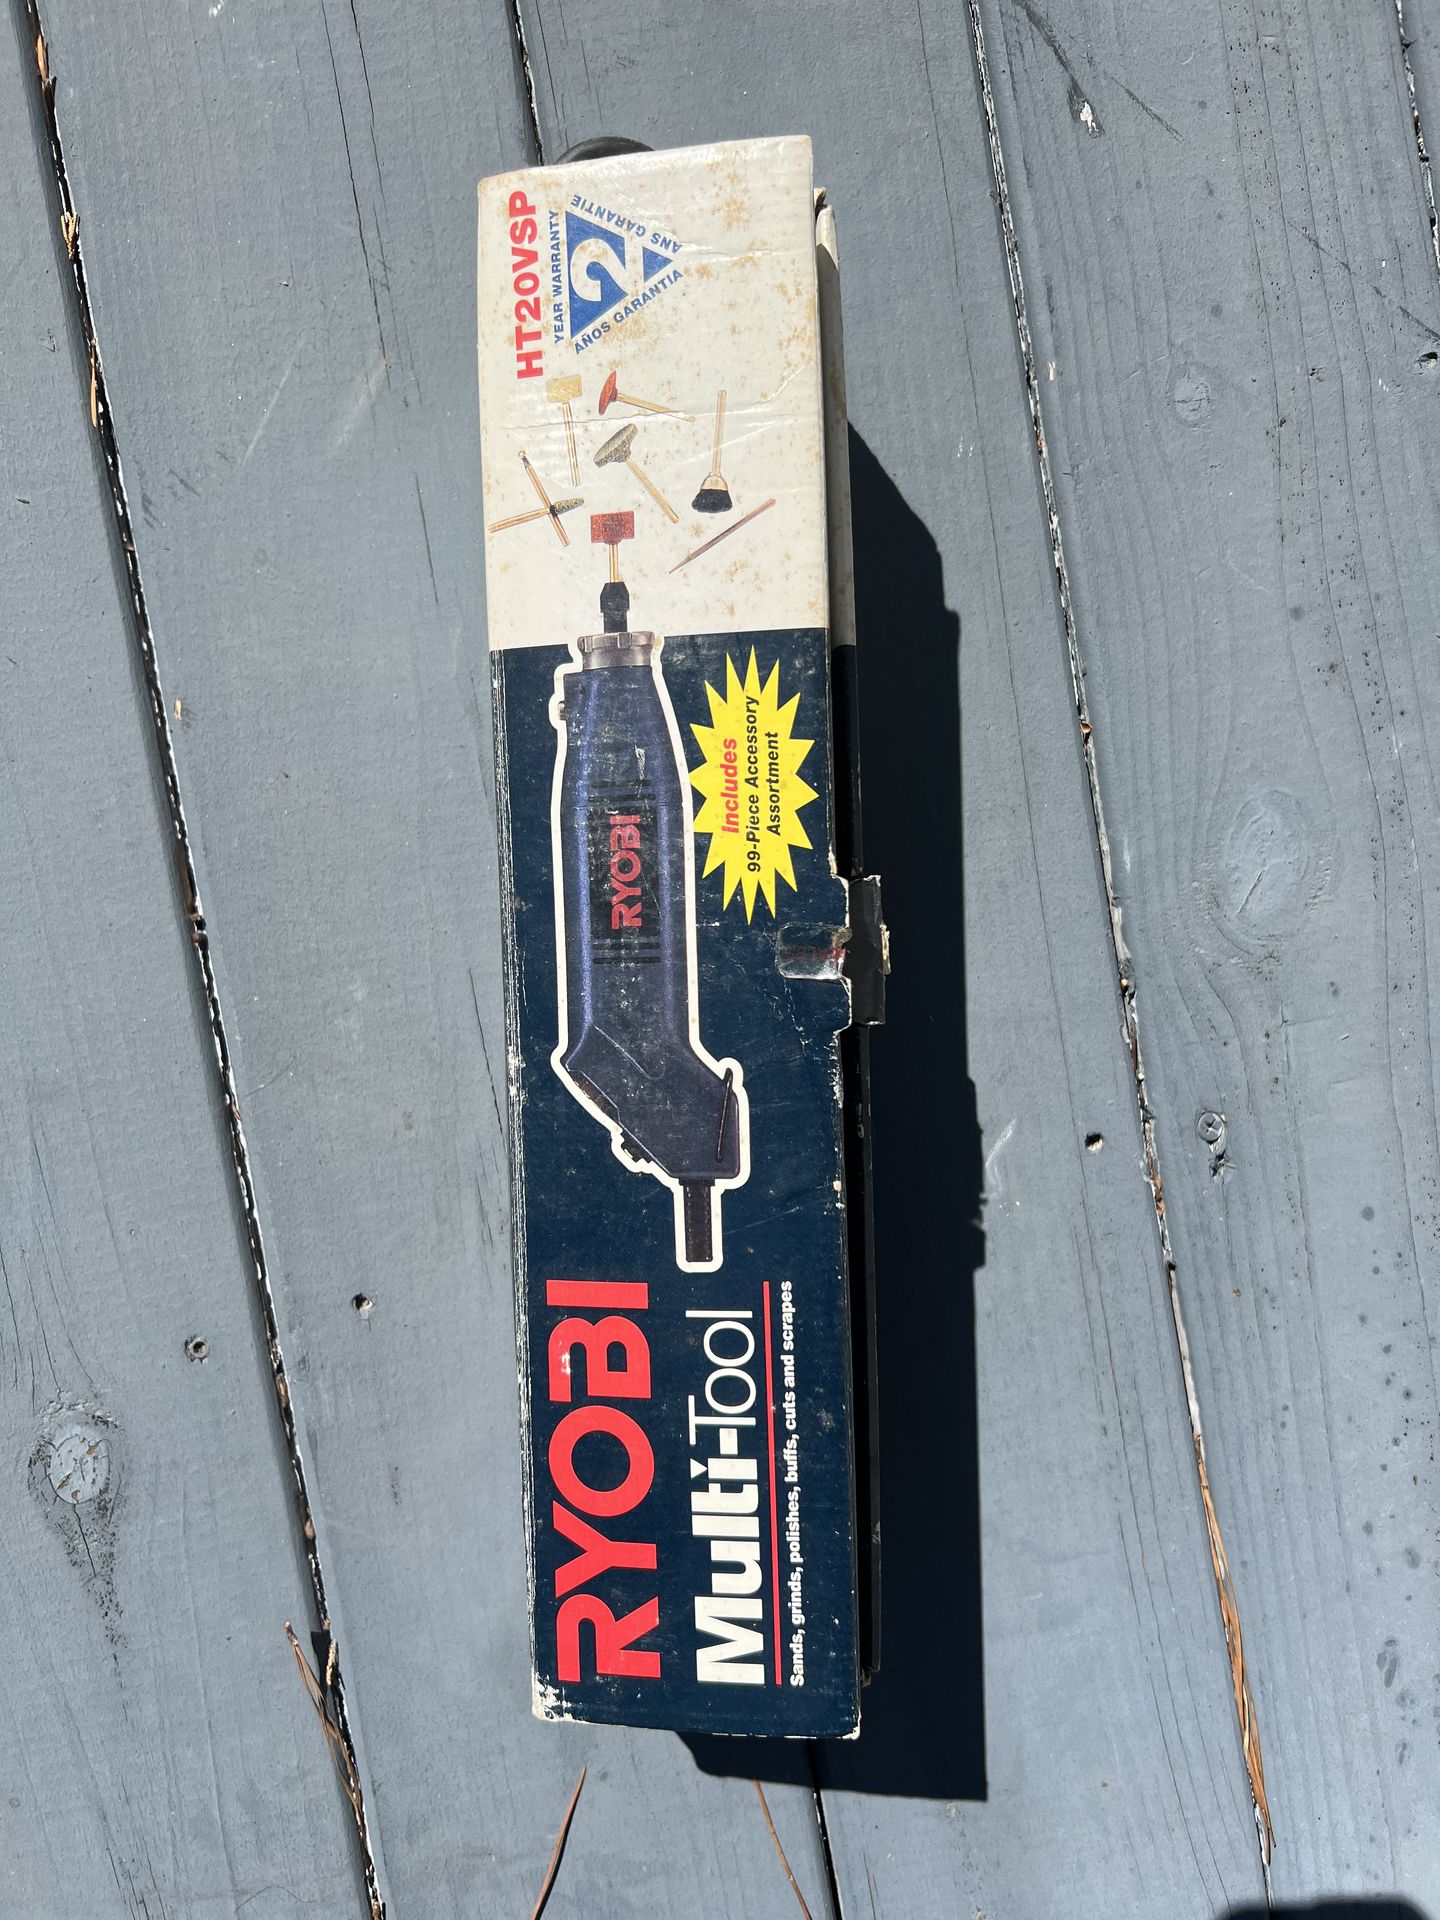 RYOBI
Multi-Tool
Sands, grinds, polishes, buffs, cuts and scrapes
RYOBI
Includes
99-Piece Accessory
Assortment
HT20VSP
YEAR WARRANTY
2
AÑOS GARANTIA
ANS GARANTIE